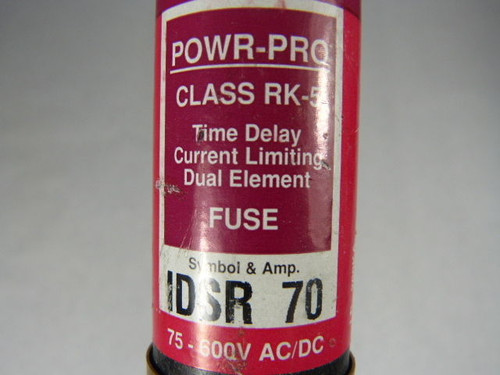 POWR-PRO
CLASS RK-5
Time Delay
Current Limiting
Dual Element
FUSE
Symbol & Amp.
IDSR 70
75 - 600V AC/DC